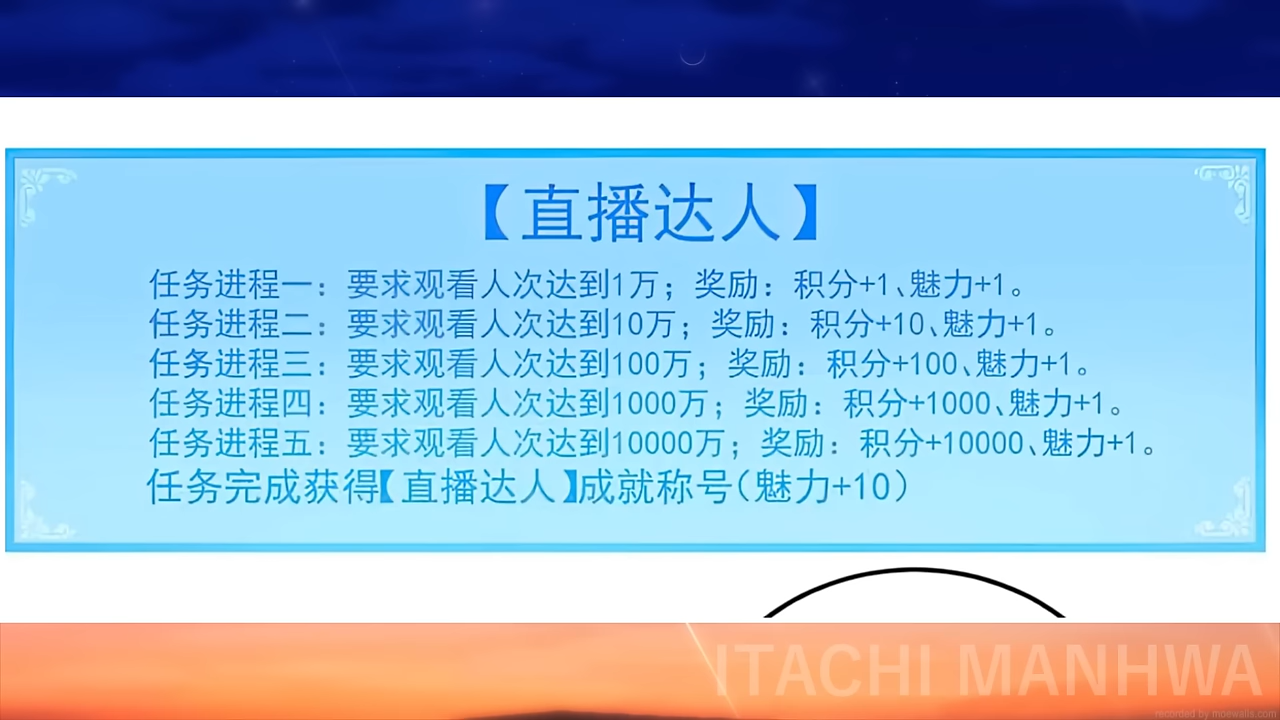 【直播达人】
任务进程一：要求观看人次达到1万；奖励：积分+1、魅力+1。
任务进程二：要求观看人次达到10万；奖励：积分+10、魅力+1。
任务进程三：要求观看人次达到100万；奖励：积分+100、魅力+1。
任务进程四：要求观看人次达到1000万；奖励：积分+1000、魅力+1。
任务进程五：要求观看人次达到10000万；奖励：积分+10000、魅力+1。
任务完成获得【直播达人】成就称号（魅力+10）
ITACHI MANHWA
recorded by moewalls.com